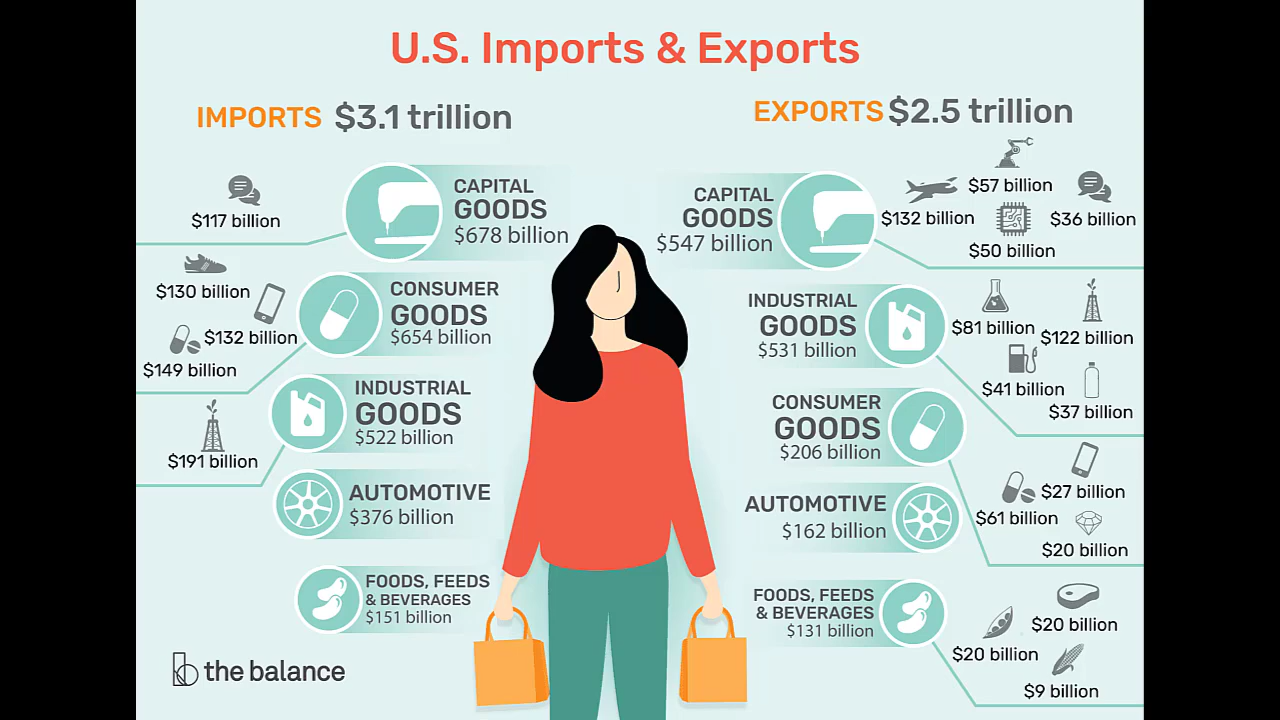 U.S. Imports & Exports
IMPORTS $3.1 trillion
CAPITAL
GOODS
$678 billion
$117 billion
CONSUMER
GOODS
$654 billion
$130 billion
$132 billion
$149 billion
INDUSTRIAL
GOODS
$522 billion
$191 billion
AUTOMOTIVE
$376 billion
FOODS, FEEDS
& BEVERAGES
$151 billion
EXPORTS $2.5 trillion
CAPITAL
GOODS
$547 billion
$57 billion
$132 billion
$36 billion
$50 billion
INDUSTRIAL
GOODS
$531 billion
$81 billion
$122 billion
$41 billion
$37 billion
CONSUMER
GOODS
$206 billion
$27 billion
$61 billion
$20 billion
AUTOMOTIVE
$162 billion
FOODS, FEEDS
& BEVERAGES
$131 billion
$20 billion
$20 billion
$9 billion
the balance